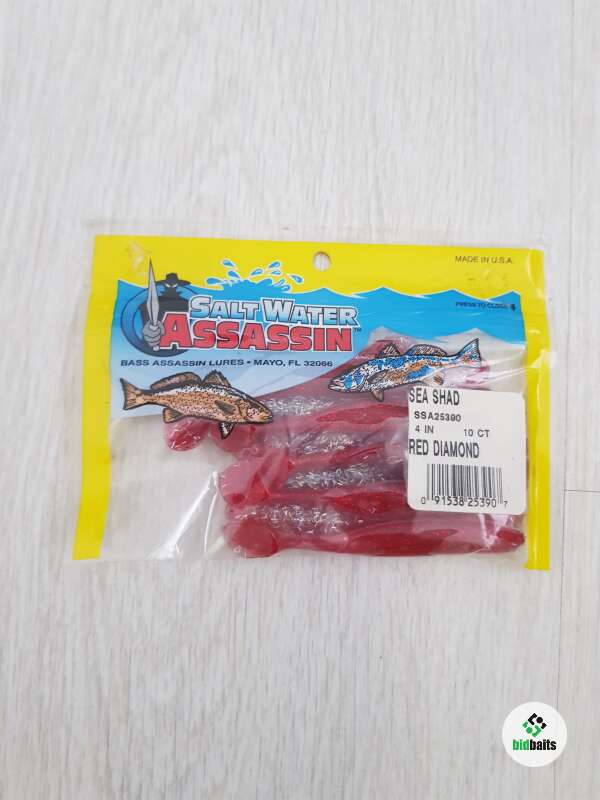 MADE IN U.S.A.
PRESS TO CLOSE
SALT WATER
ASSASSIN™
BASS ASSASSIN LURES • MAYO, FL 32066
SEA SHAD
SSA25390
4 IN 10 CT
RED DIAMOND
0 91538 25390 7
bidbaits